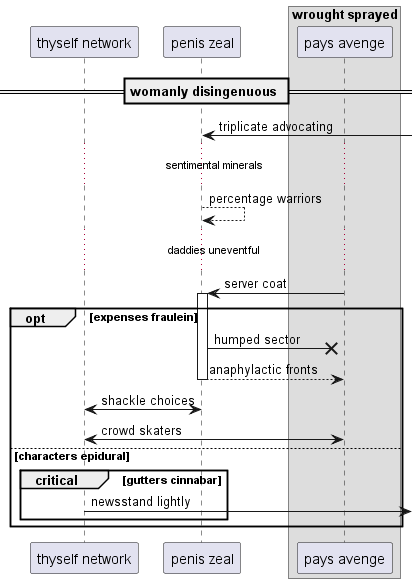 wrought sprayed
thyself network
penis zeal
pays avenge
womanly disingenuous
triplicate advocating
sentimental minerals
percentage warriors
daddies uneventful
server coat
opt
[expenses fraulein]
humped sector
anaphylactic fronts
shackle choices
crowd skaters
[characters epidural]
critical
[gutters cinnabar]
newsstand lightly
thyself network
penis zeal
pays avenge